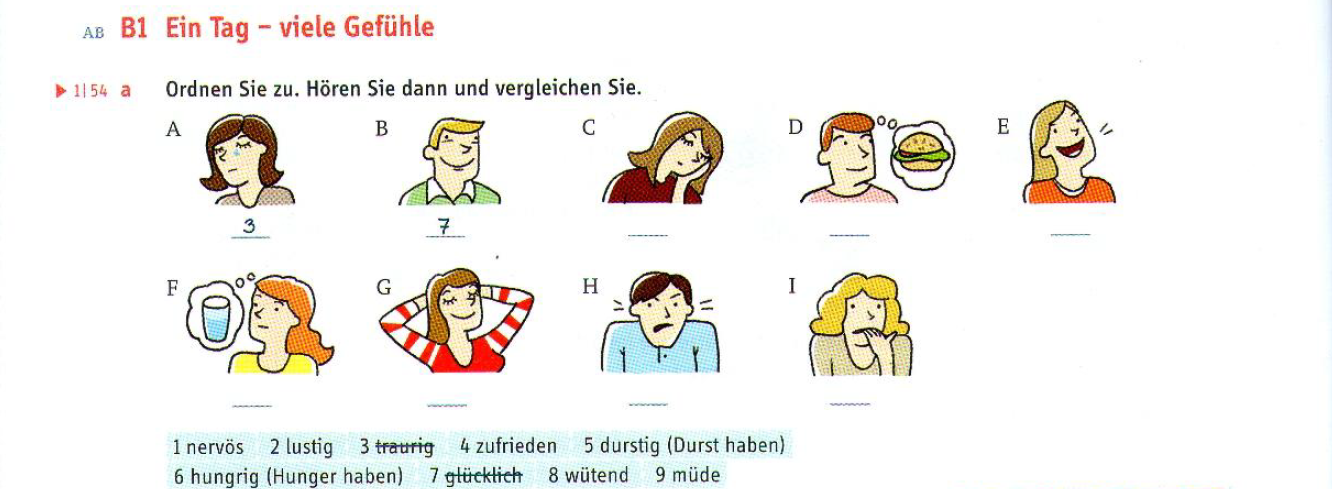 AB B1 Ein Tag – viele Gefühle
▶ 1|54 a Ordnen Sie zu. Hören Sie dann und vergleichen Sie.
A B C D E
3 7
F G H I
1 nervös 2 lustig 3 traurig 4 zufrieden 5 durstig (Durst haben)
6 hungrig (Hunger haben) 7 glücklich 8 wütend 9 müde